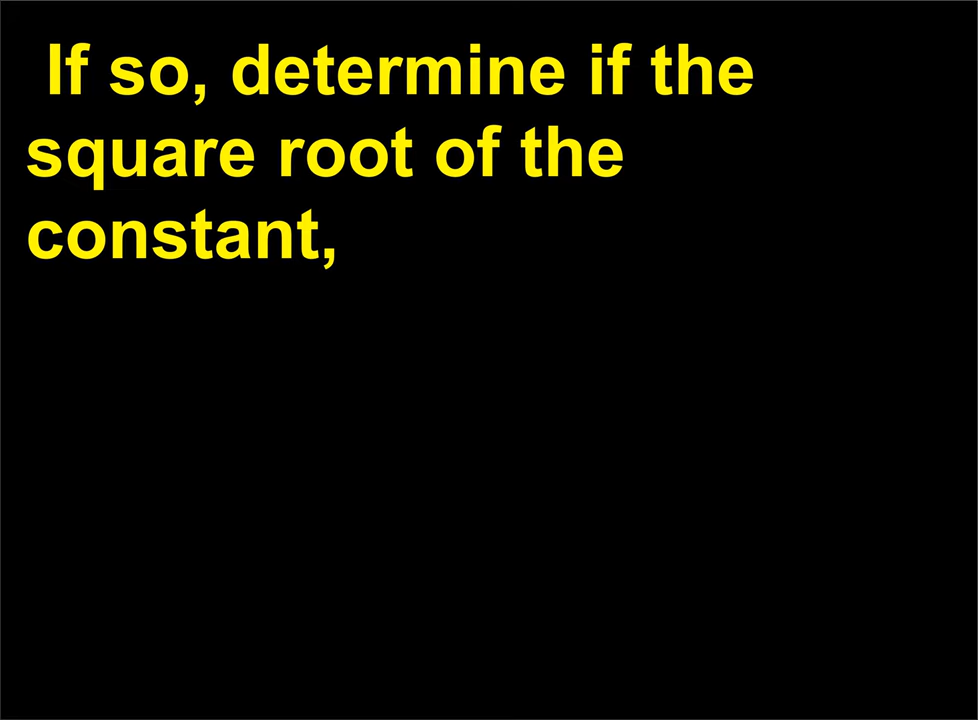 If so, determine if the
square root of the
constant,